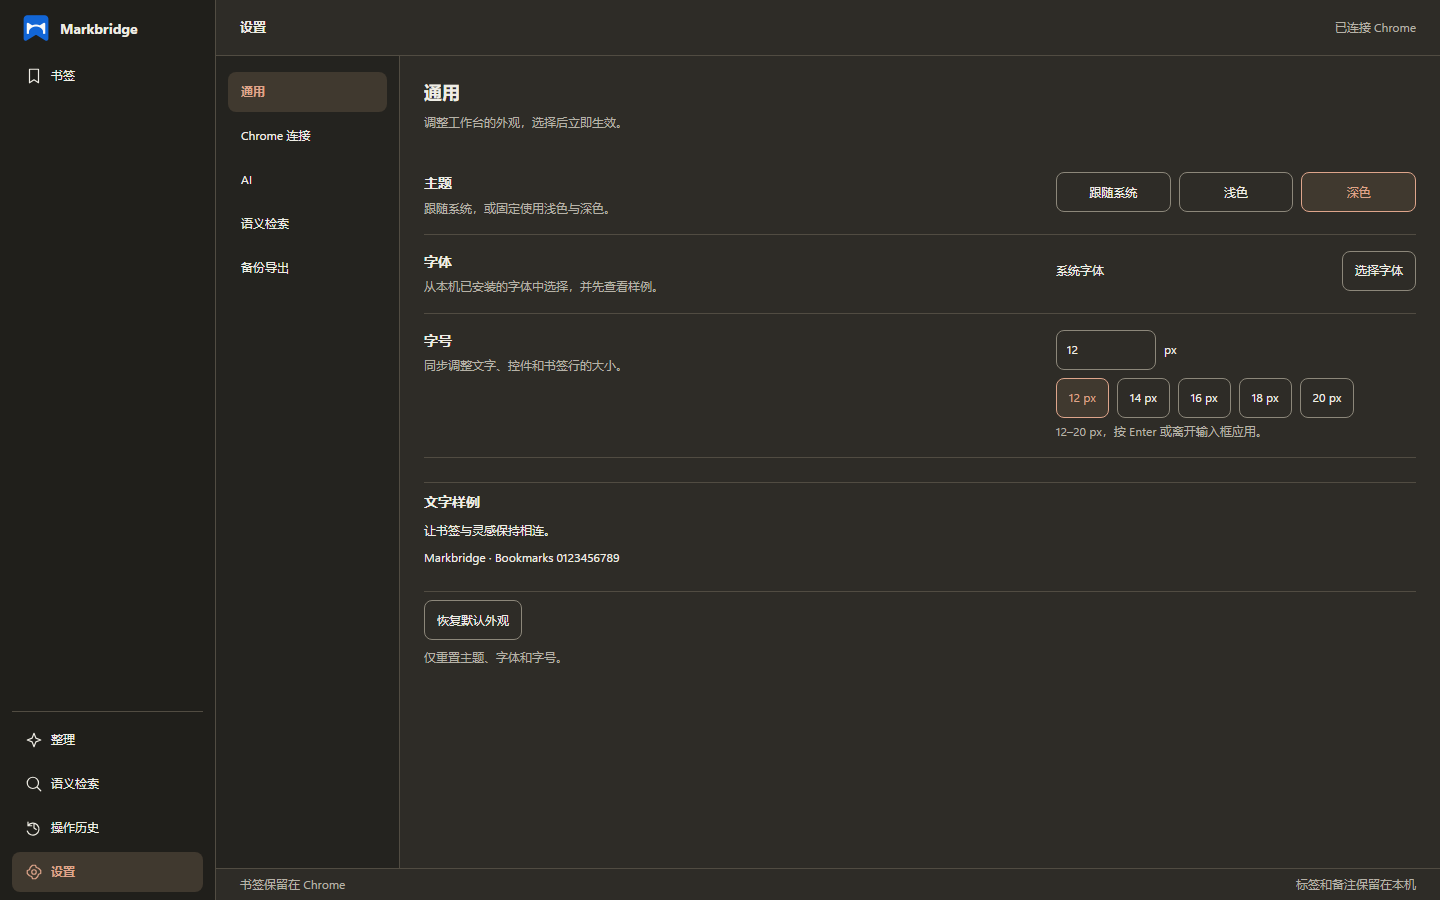 Markbridge
书签
整理
语义检索
操作历史
设置
设置
已连接 Chrome
通用
Chrome 连接
AI
语义检索
备份导出
通用
调整工作台的外观，选择后立即生效。
主题
跟随系统，或固定使用浅色与深色。
跟随系统
浅色
深色
字体
从本机已安装的字体中选择，并先查看样例。
系统字体
选择字体
字号
同步调整文字、控件和书签行的大小。
12 px
12 px
14 px
16 px
18 px
20 px
12–20 px，按 Enter 或离开输入框应用。
文字样例
让书签与灵感保持相连。
Markbridge · Bookmarks 0123456789
恢复默认外观
仅重置主题、字体和字号。
书签保留在 Chrome
标签和备注保留在本机